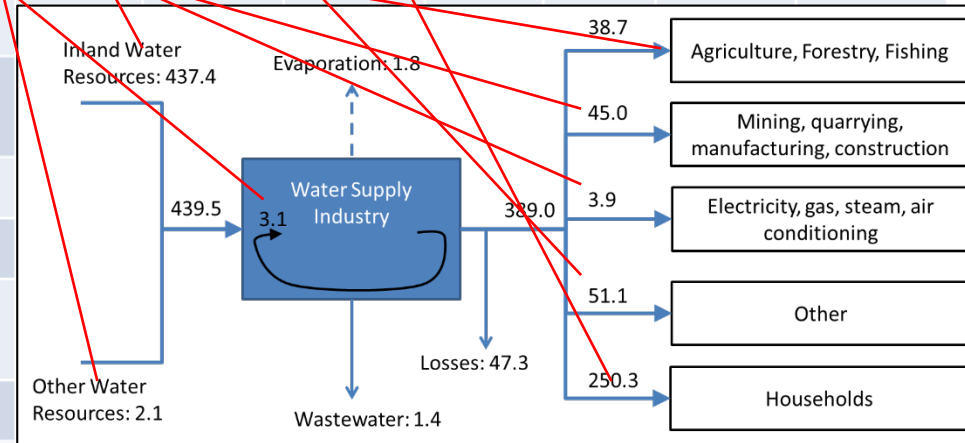 38.7
Agriculture, Forestry, Fishing
Inland Water
Resources: 437.4
Evaporation: 1.8
45.0
Mining, quarrying,
manufacturing, construction
Water Supply
Industry
439.5
3.1
389.0
3.9
Electricity, gas, steam, air
conditioning
51.1
Other
Losses: 47.3
Other Water
Resources: 2.1
250.3
Households
Wastewater: 1.4